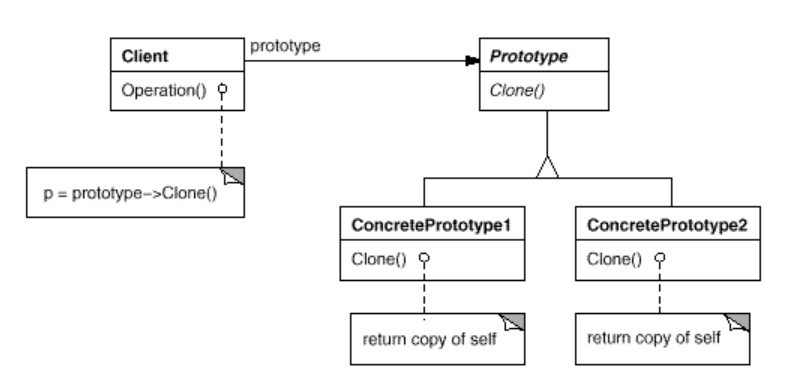 prototype
Client
Prototype
Operation()
Clone()
p = prototype->Clone()
ConcretePrototype1
ConcretePrototype2
Clone()
Clone()
return copy of self
return copy of self